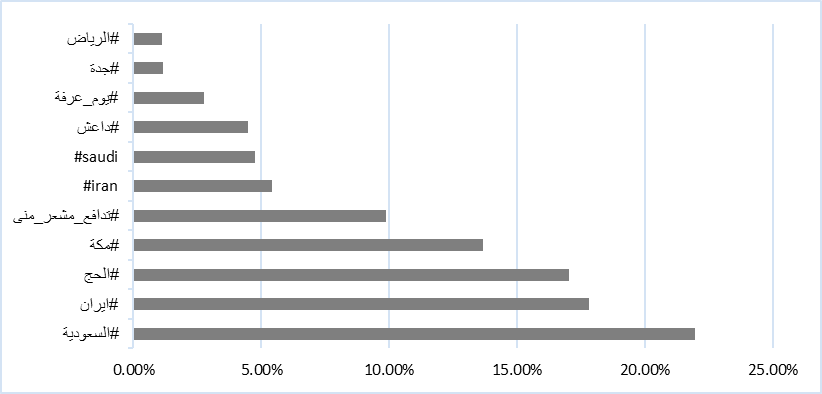 #الرياض
#جدة
#يوم_عرفة
#داعش
#saudi
#iran
#تدافع_مشعر_منى
#مكة
#الحج
#ايران
#السعودية
0.00% 5.00% 10.00% 15.00% 20.00% 25.00%